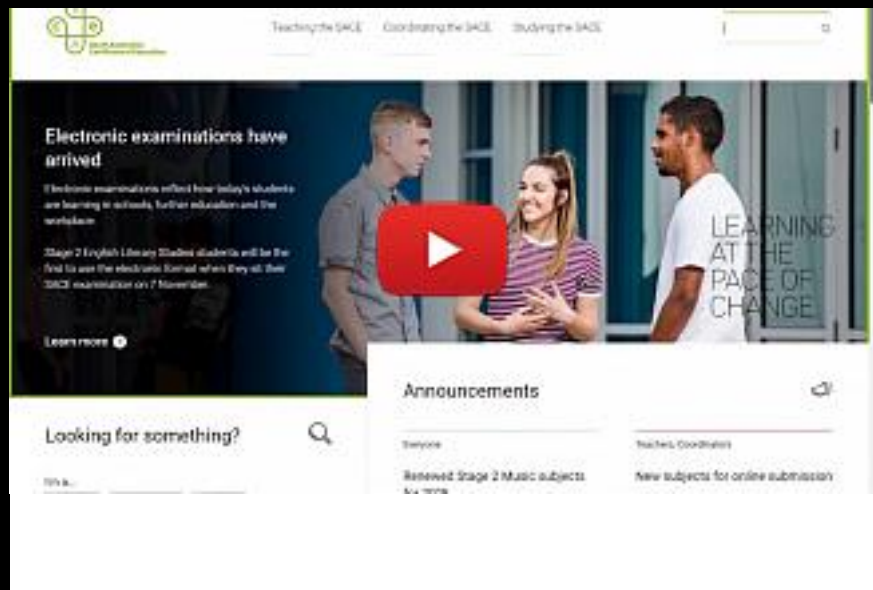 Teaching the SACE
Coordinating the SACE
Studying the SACE
Electronic examinations have
arrived
Electronic examinations reflect how today's students
are learning in schools, further education and the
workplace.
Stage 2 English Literary Studies students will be the
first to use the electronic format when they sit their
SACE examination on 7 November.
Learn more
LEARNING
AT THE
PACE OF
CHANGE
Announcements
Looking for something?
Everyone
Teachers, Coordinators
I'm a...
Renewed Stage 2 Music subjects
New subjects for online submission